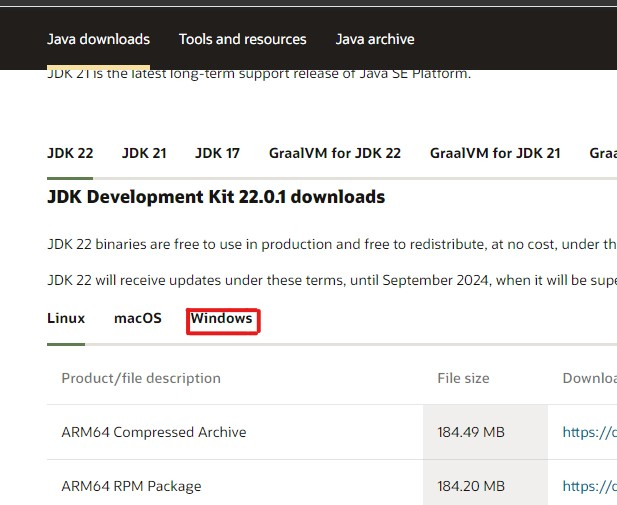 Java downloads Tools and resources Java archive
JDK 21 is the latest long-term support release of Java SE Platform.
JDK 22 JDK 21 JDK 17 GraalVM for JDK 22 GraalVM for JDK 21 Graa
JDK Development Kit 22.0.1 downloads
JDK 22 binaries are free to use in production and free to redistribute, at no cost, under th
JDK 22 will receive updates under these terms, until September 2024, when it will be supe
Linux macOS Windows
Product/file description File size Downloa
ARM64 Compressed Archive 184.49 MB https://d
ARM64 RPM Package 184.20 MB https://d